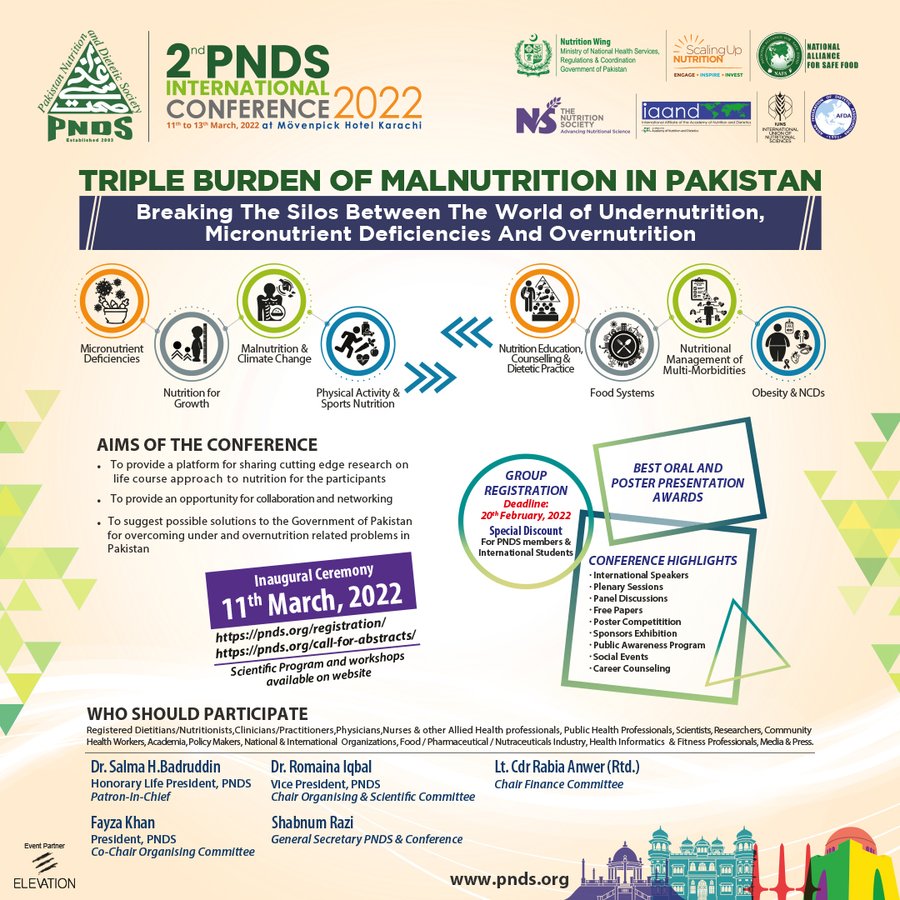 Pakistan Nutrition and Dietetic Society
PNDS
Established 2003
2nd PNDS
INTERNATIONAL
CONFERENCE 2022
11th to 13th March, 2022 at Mövenpick Hotel Karachi
Nutrition Wing
Ministry of National Health Services,
Regulations & Coordination
Government of Pakistan
Scaling Up
NUTRITION
ENGAGE • INSPIRE • INVEST
NAFS
NATIONAL
ALLIANCE
FOR SAFE FOOD
NS
THE
NUTRITION
SOCIETY
Advancing Nutritional Science
iaand
International Affiliate of the Academy of Nutrition and Dietetics
IUNS
INTERNATIONAL
UNION OF
NUTRITIONAL
SCIENCES
AFDA
TRIPLE BURDEN OF MALNUTRITION IN PAKISTAN
Breaking The Silos Between The World of Undernutrition,
Micronutrient Deficiencies And Overnutrition
Micronutrient
Deficiencies
Nutrition for
Growth
Malnutrition &
Climate Change
Physical Activity &
Sports Nutrition
Nutrition Education,
Counselling &
Dietetic Practice
Food Systems
Nutritional
Management of
Multi-Morbidities
Obesity & NCDs
AIMS OF THE CONFERENCE
• To provide a platform for sharing cutting edge research on
life course approach to nutrition for the participants
• To provide an opportunity for collaboration and networking
• To suggest possible solutions to the Government of Pakistan
for overcoming under and overnutrition related problems in
Pakistan
Inaugural Ceremony
11th March, 2022
https://pnds.org/registration/
https://pnds.org/call-for-abstracts/
Scientific Program and workshops
available on website
GROUP
REGISTRATION
Deadline:
20th February, 2022
Special Discount
For PNDS members &
International Students
BEST ORAL AND
POSTER PRESENTATION
AWARDS
CONFERENCE HIGHLIGHTS
· International Speakers
· Plenary Sessions
· Panel Discussions
· Free Papers
· Poster Competitition
· Sponsors Exhibition
· Public Awareness Program
· Social Events
· Career Counseling
WHO SHOULD PARTICIPATE
Registered Dietitians/Nutritionists,Clinicians/Practitioners,Physicians,Nurses & other Allied Health professionals, Public Health Professionals, Scientists, Researchers, Community
Health Workers, Academia, Policy Makers, National & International Organizations, Food / Pharmaceutical / Nutraceuticals Industry, Health Informatics & Fitness Professionals, Media & Press.
Dr. Salma H.Badruddin
Honorary Life President, PNDS
Patron-in-Chief
Dr. Romaina Iqbal
Vice President, PNDS
Chair Organising & Scientific Committee
Lt. Cdr Rabia Anwer (Rtd.)
Chair Finance Committee
Fayza Khan
President, PNDS
Co-Chair Organising Committee
Shabnum Razi
General Secretary PNDS & Conference
Event Partner
ELEVATION
www.pnds.org